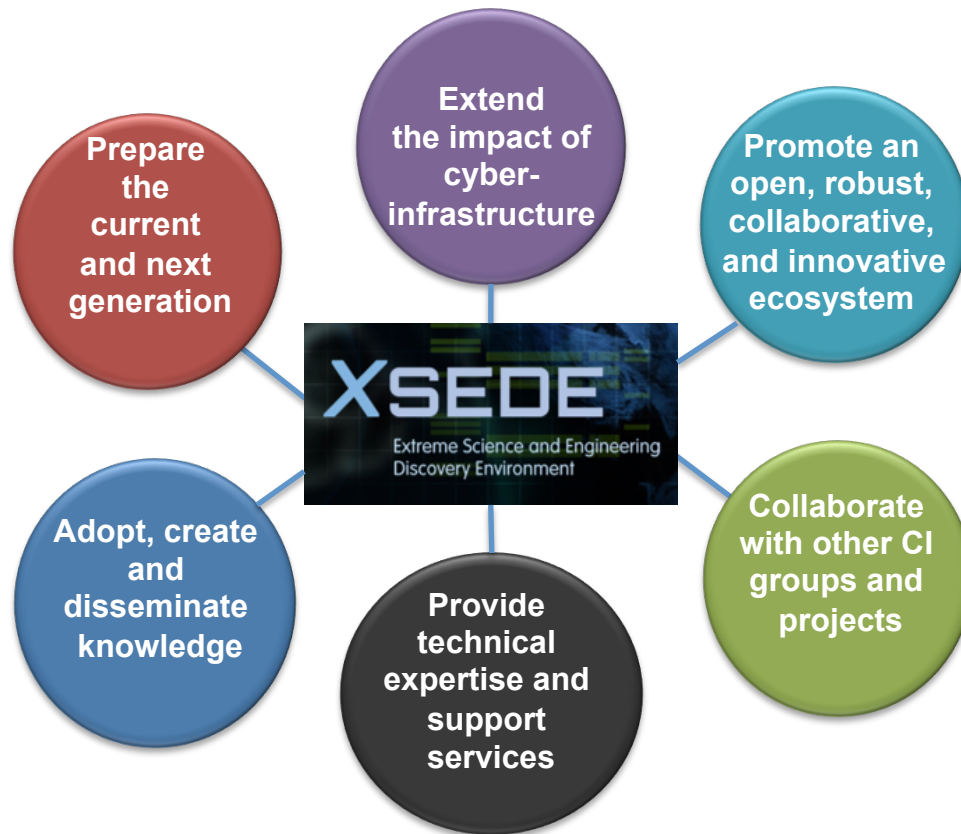 Extend
the impact of
cyber-
infrastructure
Prepare
the
current
and next
generation
Promote an
open, robust,
collaborative,
and innovative
ecosystem
XSEDE
Extreme Science and Engineering
Discovery Environment
Adopt, create
and
disseminate
knowledge
Collaborate
with other CI
groups and
projects
Provide
technical
expertise and
support
services